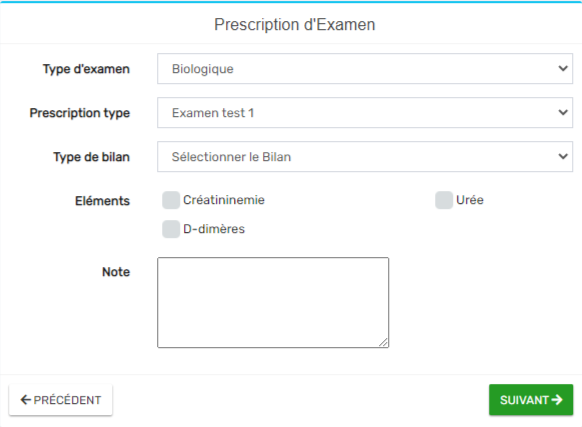 Prescription d'Examen
Type d'examen Biologique
Prescription type Examen test 1
Type de bilan Sélectionner le Bilan
Eléments Créatininemie Urée
D-dimères
Note
PRÉCÉDENT SUIVANT